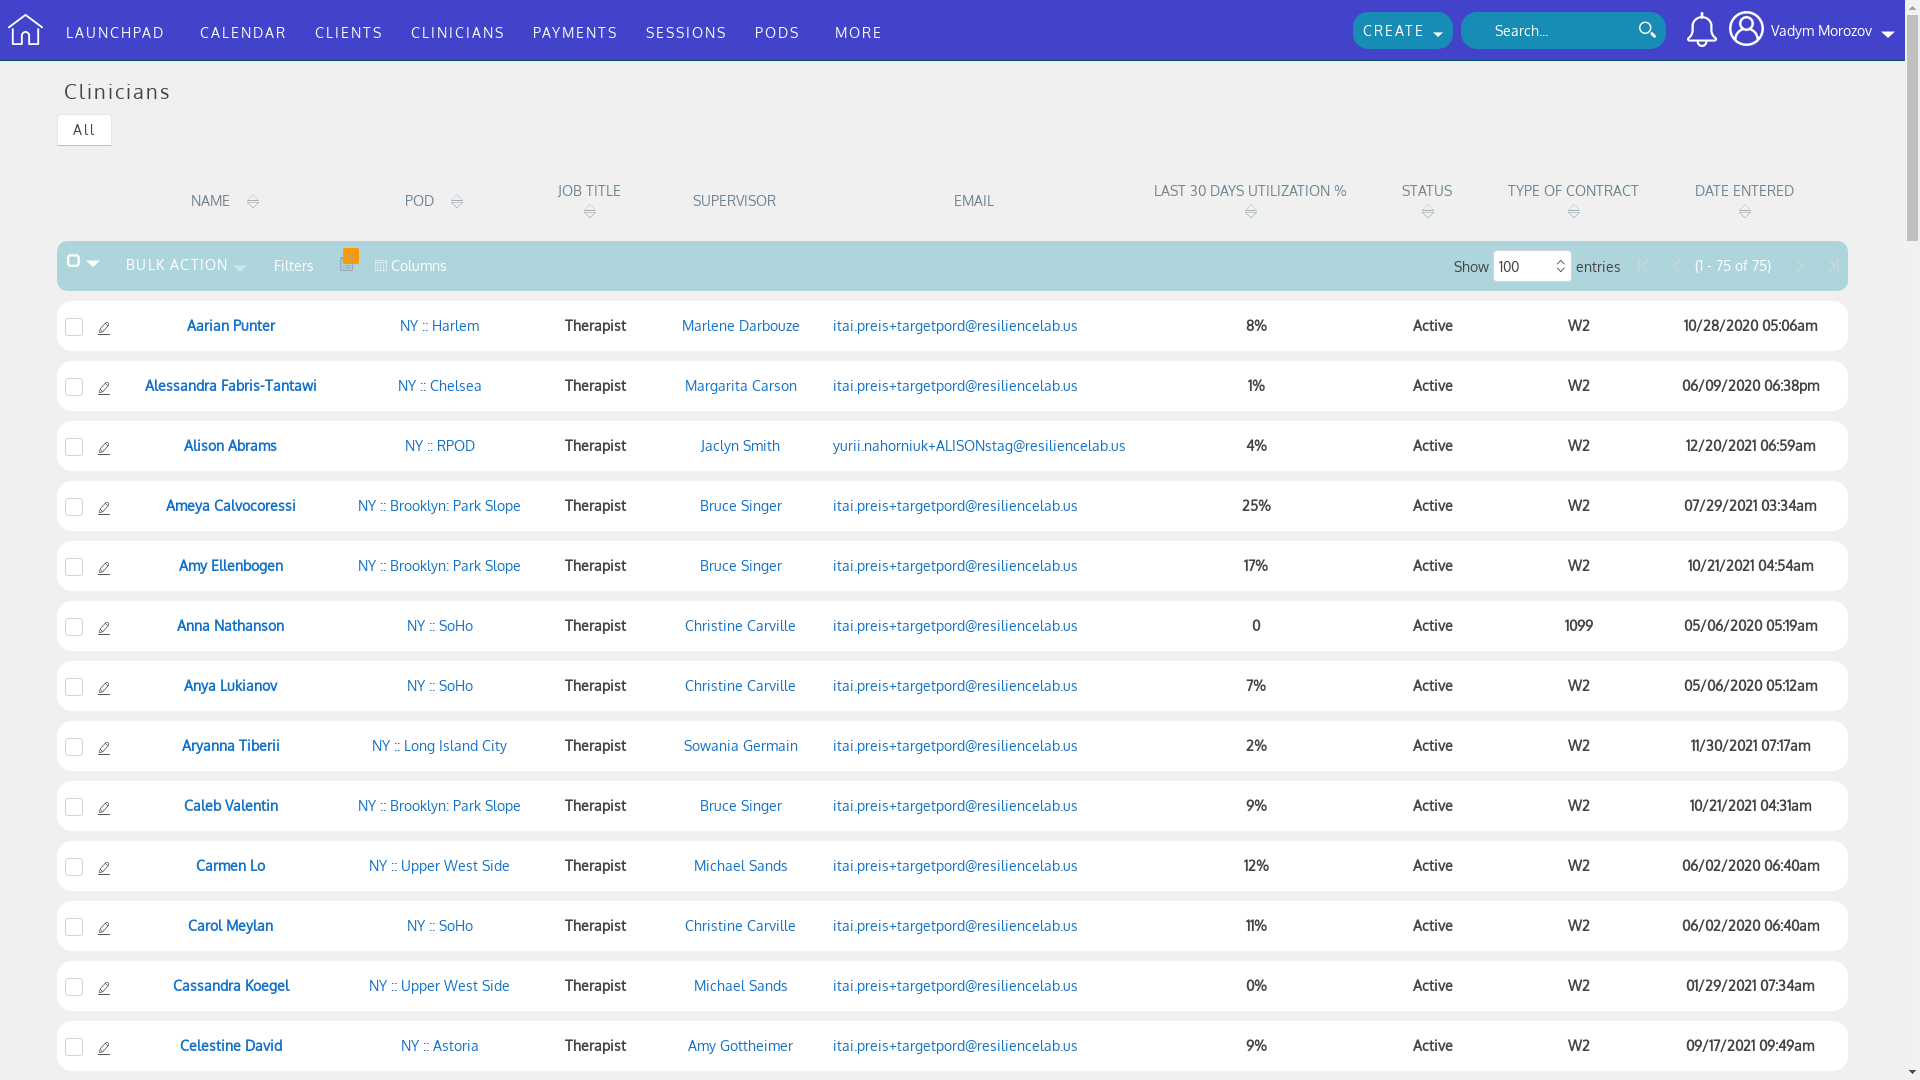 LAUNCHPAD CALENDAR CLIENTS CLINICIANS PAYMENTS SESSIONS PODS MORE CREATE Search... Vadym Morozov
Clinicians
All
NAME POD JOB TITLE SUPERVISOR EMAIL LAST 30 DAYS UTILIZATION % STATUS TYPE OF CONTRACT DATE ENTERED
BULK ACTION Filters Columns Show 100 entries (1 - 75 of 75)
Aarian Punter NY :: Harlem Therapist Marlene Darbouze itai.preis+targetpord@resiliencelab.us 8% Active W2 10/28/2020 05:06am
Alessandra Fabris-Tantawi NY :: Chelsea Therapist Margarita Carson itai.preis+targetpord@resiliencelab.us 1% Active W2 06/09/2020 06:38pm
Alison Abrams NY :: RPOD Therapist Jaclyn Smith yurii.nahorniuk+ALISONstag@resiliencelab.us 4% Active W2 12/20/2021 06:59am
Ameya Calvocoressi NY :: Brooklyn: Park Slope Therapist Bruce Singer itai.preis+targetpord@resiliencelab.us 25% Active W2 07/29/2021 03:34am
Amy Ellenbogen NY :: Brooklyn: Park Slope Therapist Bruce Singer itai.preis+targetpord@resiliencelab.us 17% Active W2 10/21/2021 04:54am
Anna Nathanson NY :: SoHo Therapist Christine Carville itai.preis+targetpord@resiliencelab.us 0 Active 1099 05/06/2020 05:19am
Anya Lukianov NY :: SoHo Therapist Christine Carville itai.preis+targetpord@resiliencelab.us 7% Active W2 05/06/2020 05:12am
Aryanna Tiberii NY :: Long Island City Therapist Sowania Germain itai.preis+targetpord@resiliencelab.us 2% Active W2 11/30/2021 07:17am
Caleb Valentin NY :: Brooklyn: Park Slope Therapist Bruce Singer itai.preis+targetpord@resiliencelab.us 9% Active W2 10/21/2021 04:31am
Carmen Lo NY :: Upper West Side Therapist Michael Sands itai.preis+targetpord@resiliencelab.us 12% Active W2 06/02/2020 06:40am
Carol Meylan NY :: SoHo Therapist Christine Carville itai.preis+targetpord@resiliencelab.us 11% Active W2 06/02/2020 06:40am
Cassandra Koegel NY :: Upper West Side Therapist Michael Sands itai.preis+targetpord@resiliencelab.us 0% Active W2 01/29/2021 07:34am
Celestine David NY :: Astoria Therapist Amy Gottheimer itai.preis+targetpord@resiliencelab.us 9% Active W2 09/17/2021 09:49am